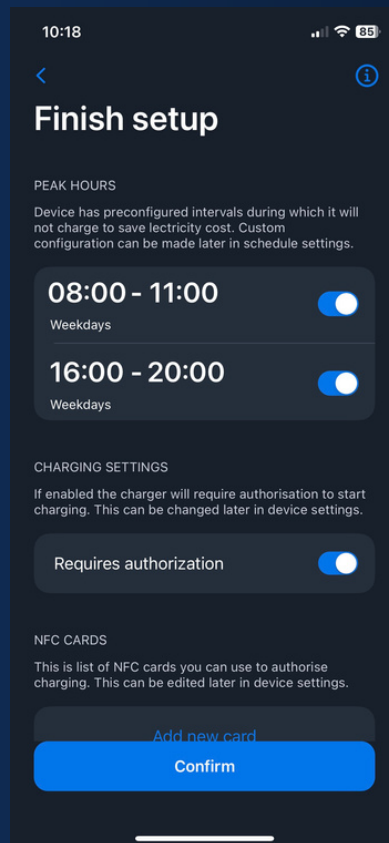 10:18
85
Finish setup
PEAK HOURS
Device has preconfigured intervals during which it will
not charge to save lectricity cost. Custom
configuration can be made later in schedule settings.
08:00 - 11:00
Weekdays
16:00 - 20:00
Weekdays
CHARGING SETTINGS
If enabled the charger will require authorisation to start
charging. This can be changed later in device settings.
Requires authorization
NFC CARDS
This is list of NFC cards you can use to authorise
charging. This can be edited later in device settings.
Add new card
Confirm